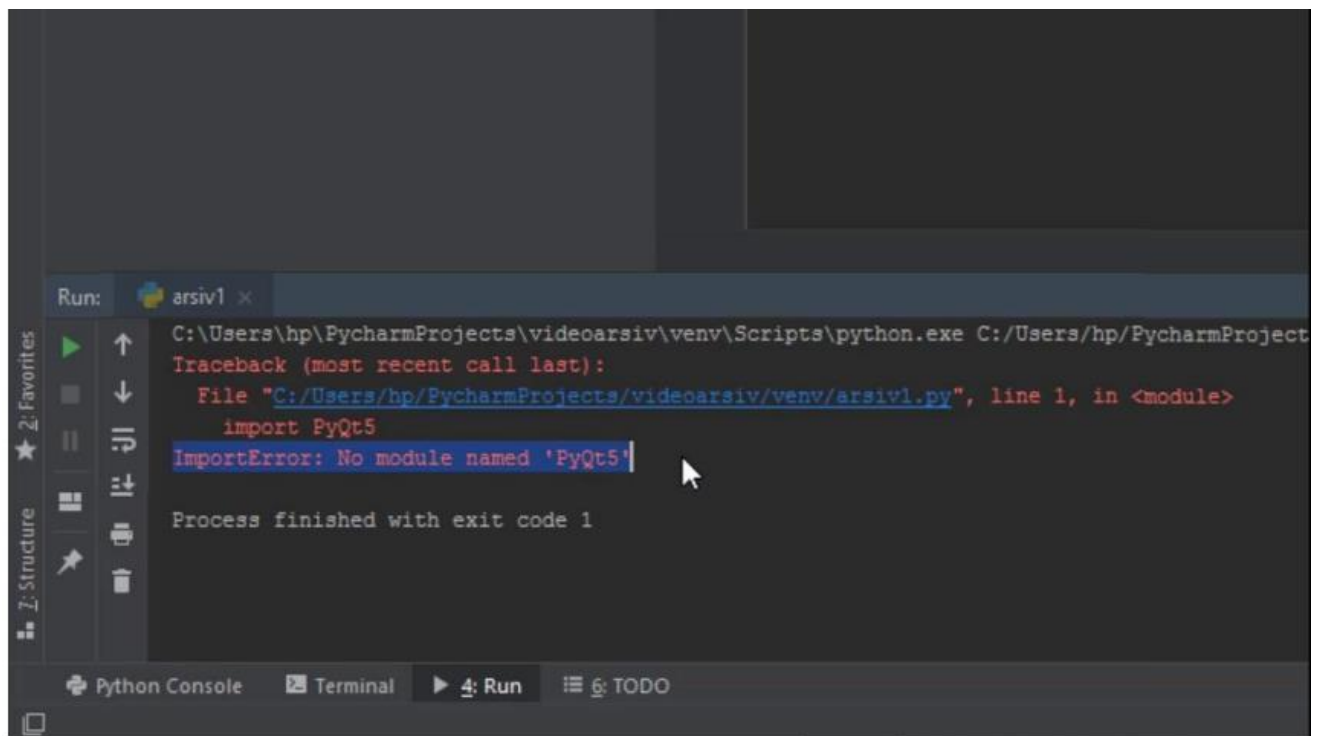 Run:
arsiv1
C:\Users\hp\PycharmProjects\videoarsiv\venv\Scripts\python.exe C:/Users/hp/PycharmProject
Traceback (most recent call last):
File "C:/Users/hp/PycharmProjects/videoarsiv/venv/arsiv1.py", line 1, in <module>
import PyQt5
ImportError: No module named 'PyQt5'
Process finished with exit code 1
2: Favorites
7: Structure
Python Console
Terminal
4: Run
6: TODO